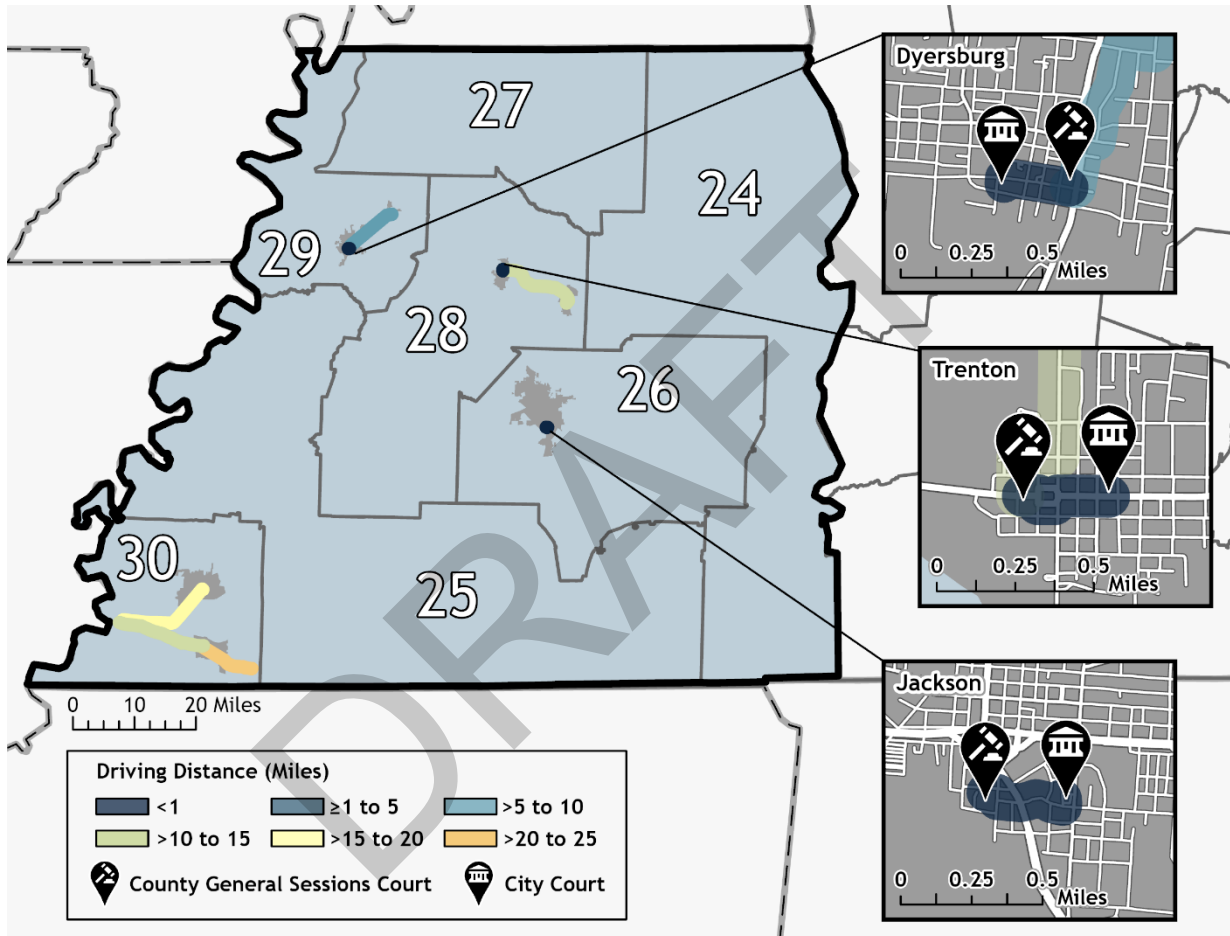 27
24
29
28
26
30
25
DRAFT
Dyersburg
0 0.25 0.5
Miles
Trenton
0 0.25 0.5
Miles
Jackson
0 0.25 0.5
Miles
0 10 20 Miles
Driving Distance (Miles)
<1 ≥1 to 5 >5 to 10
>10 to 15 >15 to 20 >20 to 25
County General Sessions Court City Court